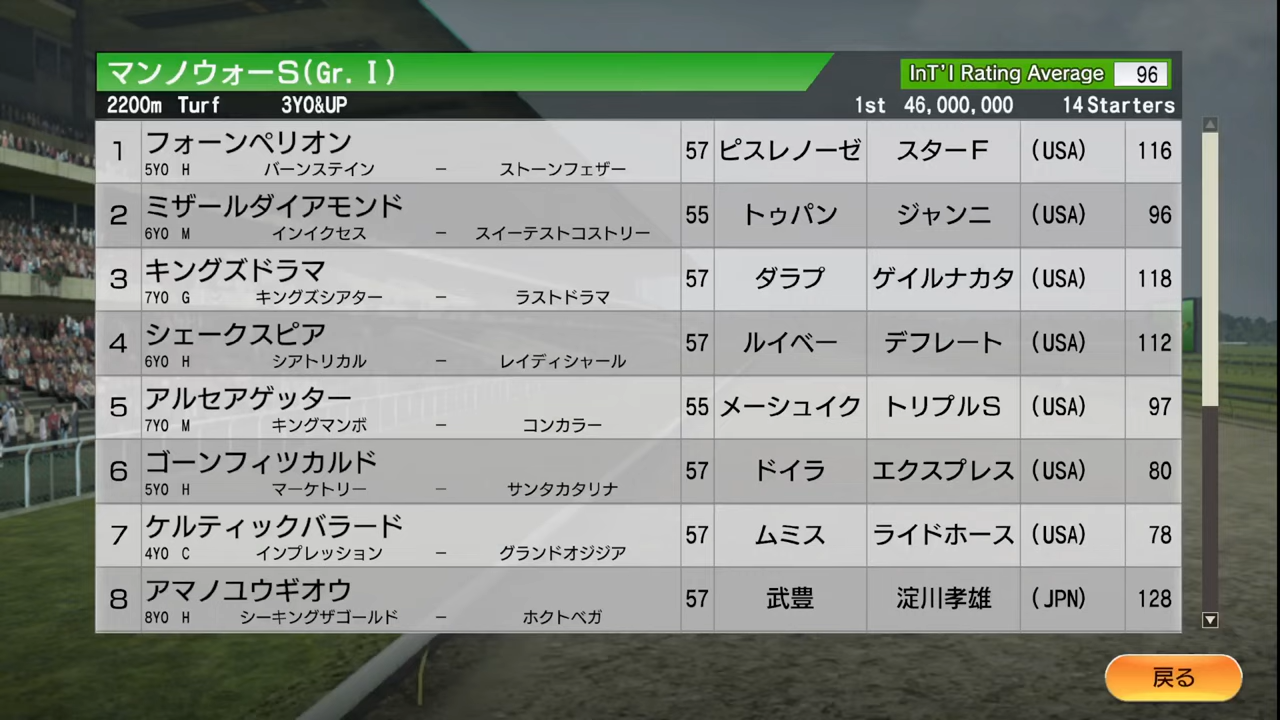 マンノウォーS(Gr.Ⅰ)
InT'l Rating Average 96
2200m Turf 3YO&UP 1st 46,000,000 14Starters
1 フォーンペリオン 57 ピスレノーゼ スターF (USA) 116
5YO H バーンステイン － ストーンフェザー
2 ミザールダイアモンド 55 トゥパン ジャンニ (USA) 96
6YO M インイクセス － スイーテストコストリー
3 キングズドラマ 57 ダラプ ゲイルナカタ (USA) 118
7YO G キングズシアター － ラストドラマ
4 シェークスピア 57 ルイベー デフレート (USA) 112
6YO H シアトリカル － レイディシャール
5 アルセアゲッター 55 メーシュイク トリプルS (USA) 97
7YO M キングマンボ － コンカラー
6 ゴーンフィツカルド 57 ドイラ エクスプレス (USA) 80
5YO H マーケトリー － サンタカタリナ
7 ケルティックバラード 57 ムミス ライドホース (USA) 78
4YO C インプレッション － グランドオジジア
8 アマノユウギオウ 57 武豊 淀川孝雄 (JPN) 128
8YO H シーキングザゴールド － ホクトベガ
戻る